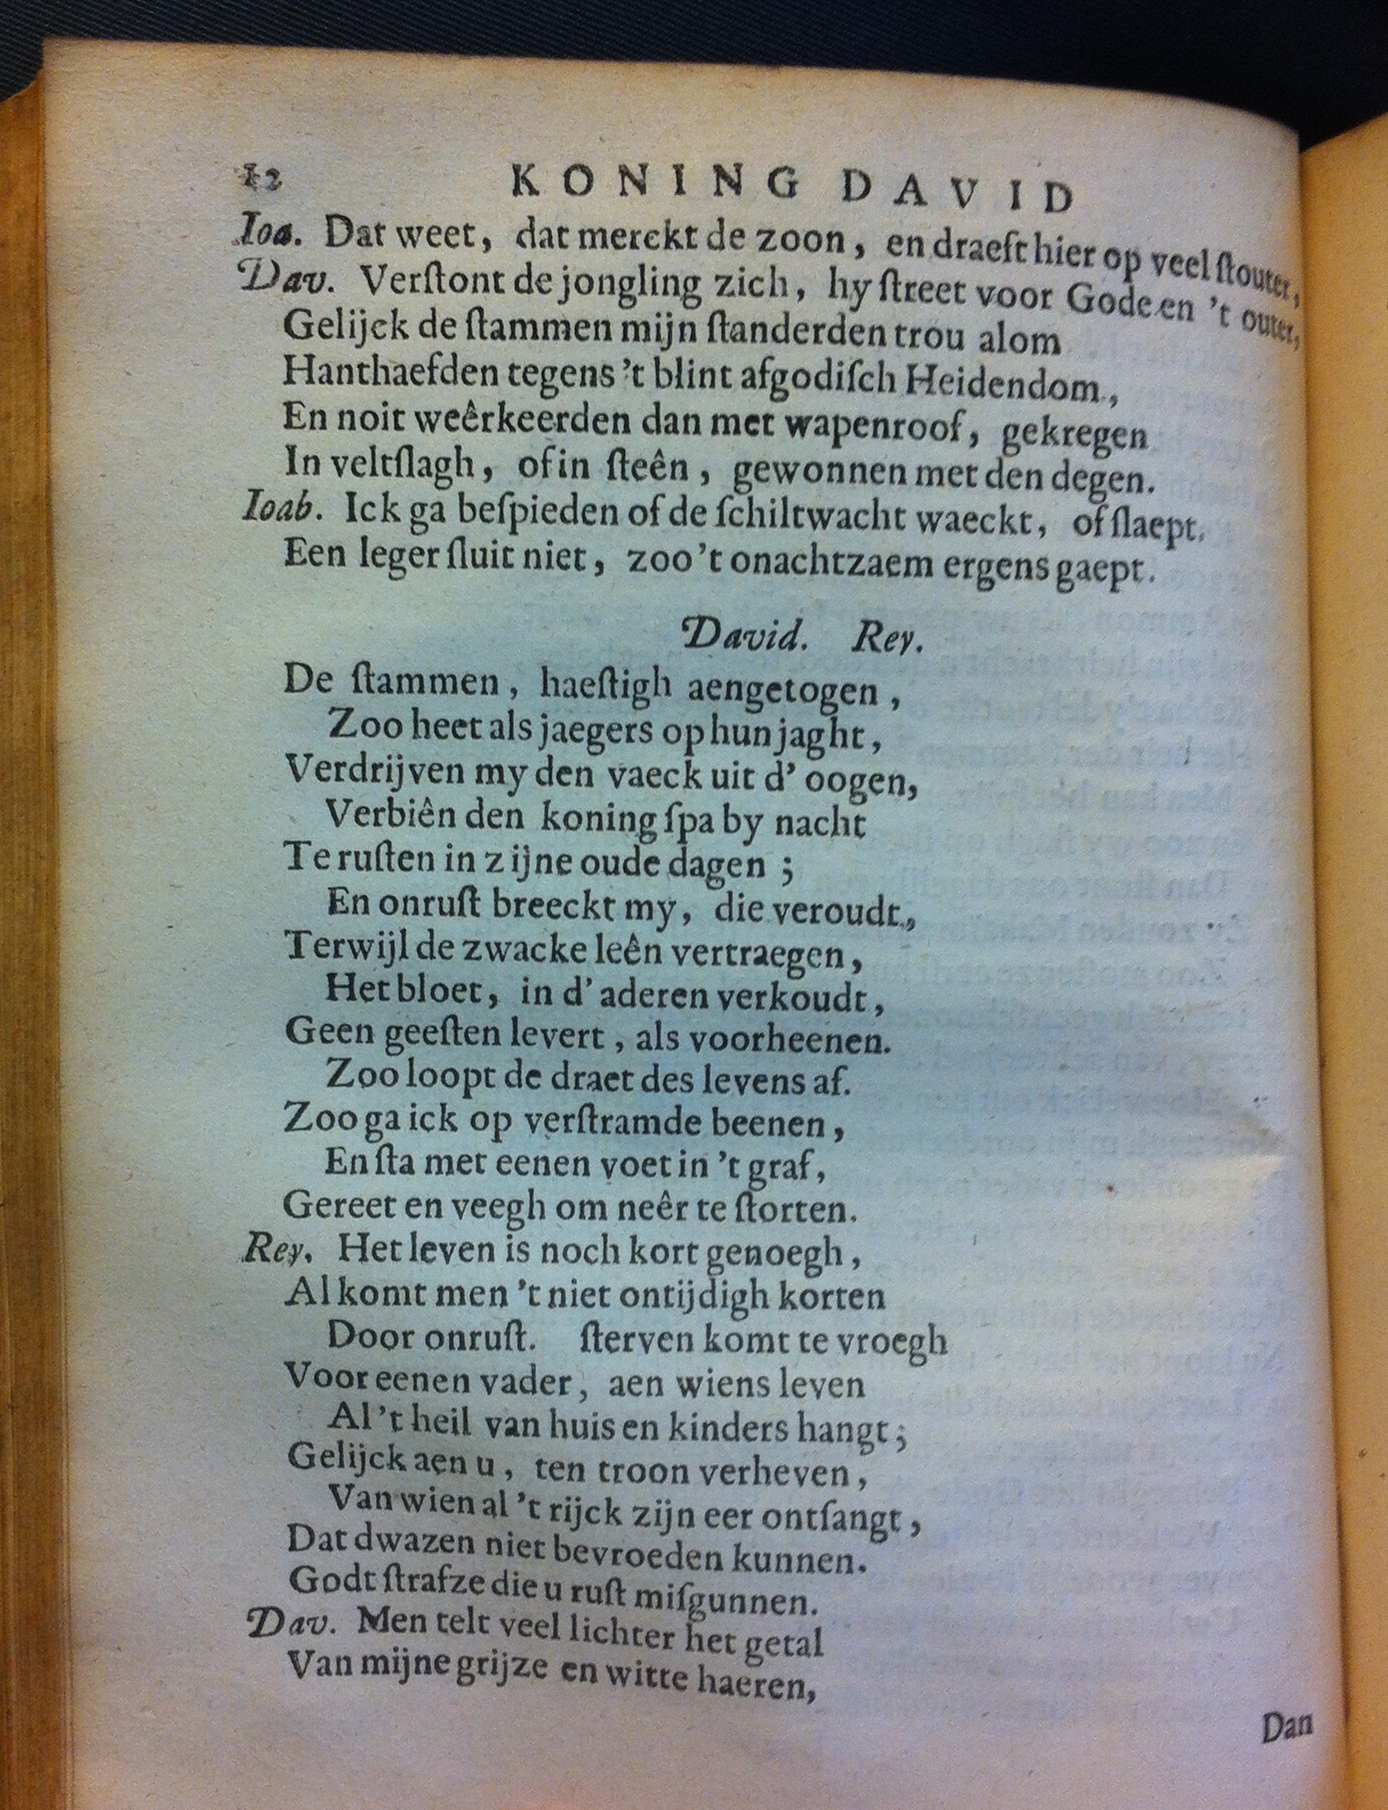 12 KONING DAVID
Ioa. Dat weet, dat merckt de zoon, en draeſt hier op veel ſtouter,
Dav. Verſtont de jongling zich, hy ſtreet voor Gode en 't outer,
Gelijck de ſtammen mijn ſtanderden trou alom
Hanthaefden tegens 't blint afgodiſch Heidendom,
En noit weêrkeerden dan met wapenroof, gekregen
In veltſlagh, of in ſteên, gewonnen met den degen.
Ioab. Ick ga beſpieden of de ſchiltwacht waeckt, of ſlaept.
Een leger ſluit niet, zoo 't onachtzaem ergens gaept.
David. Rey.
De ſtammen, haeſtigh aengetogen,
Zoo heet als jaegers op hun jaght,
Verdrijven my den vaeck uit d' oogen,
Verbiên den koning ſpa by nacht
Te ruſten in zijne oude dagen;
En onruſt breeckt my, die veroudt,
Terwijl de zwacke leên vertraegen,
Het bloet, in d' aderen verkoudt,
Geen geeſten levert, als voorheenen.
Zoo loopt de draet des levens af.
Zoo ga ick op verſtramde beenen,
En ſta met eenen voet in 't graf,
Gereet en veegh om neêr te ſtorten.
Rey. Het leven is noch kort genoegh,
Al komt men 't niet ontijdigh korten
Door onruſt. ſterven komt te vroegh
Voor eenen vader, aen wiens leven
Al 't heil van huis en kinders hangt;
Gelijck aen u, ten troon verheven,
Van wien al 't rijck zijn eer ontfangt,
Dat dwazen niet bevroeden kunnen.
Godt ſtrafze die u ruſt miſgunnen.
Dav. Men telt veel lichter het getal
Van mijne grijze en witte haeren,
Dan